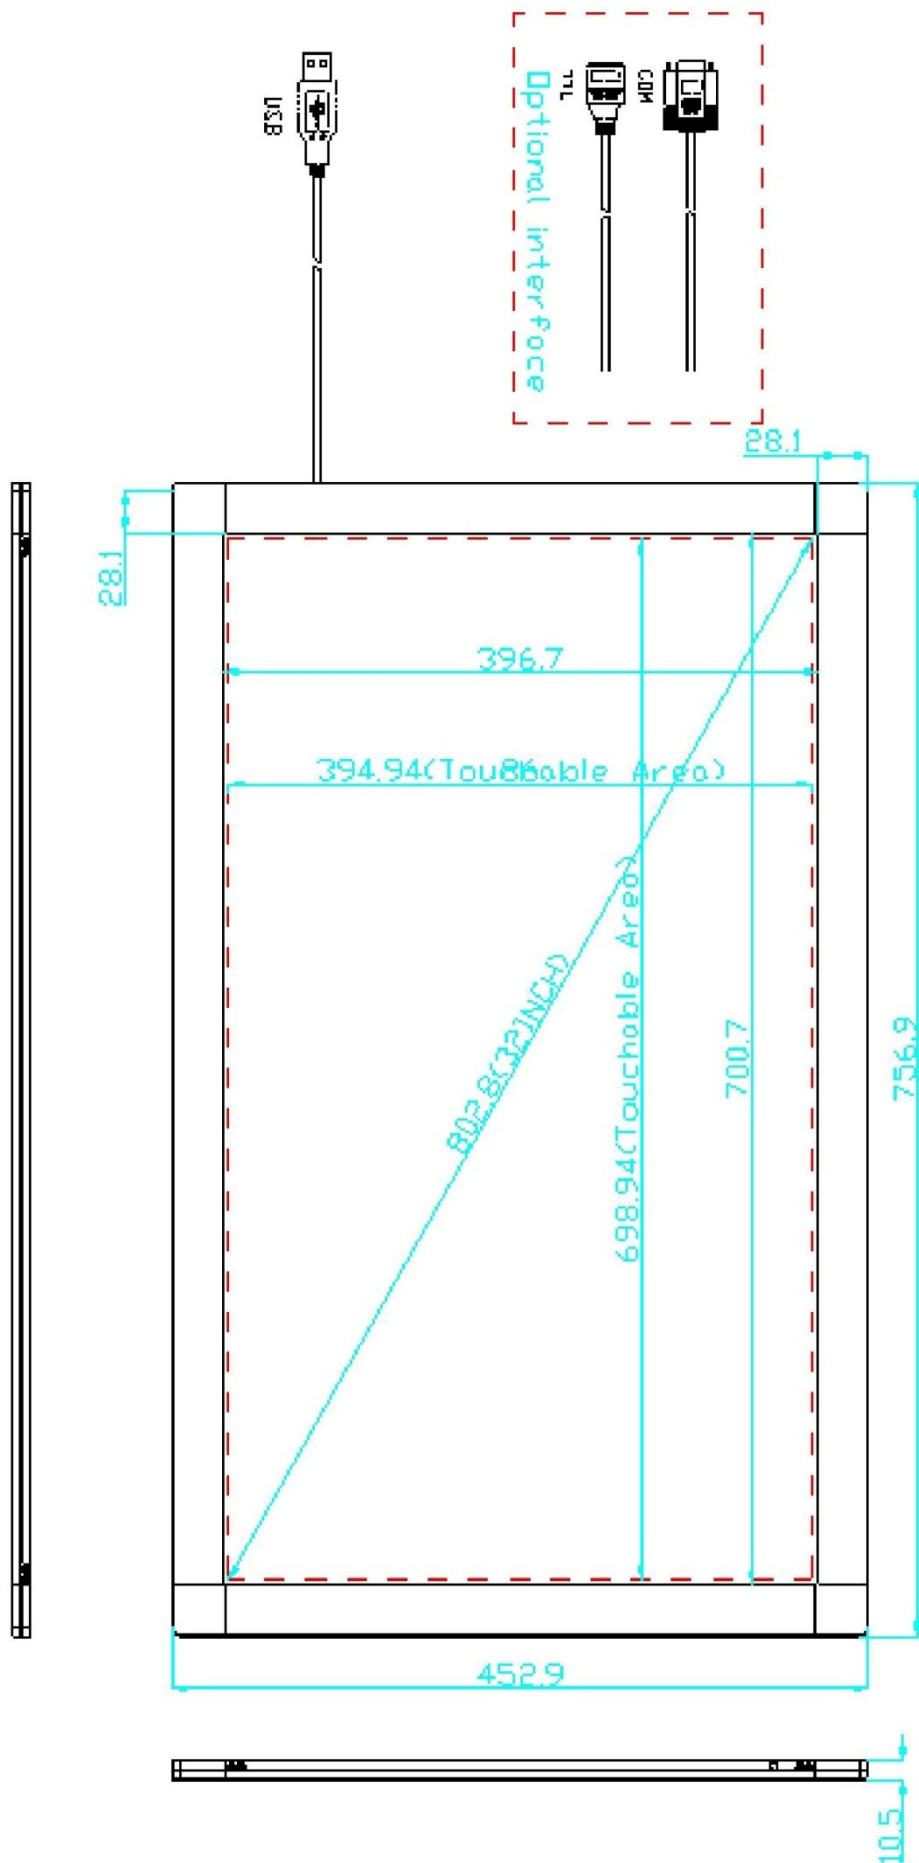 USB
Optional interface
TTL
COM
28.1
28.1
396.7
394.94(Touchable Area)
86
802.8(32INCH)
698.94(Touchable Area)
700.7
756.9
452.9
10.5